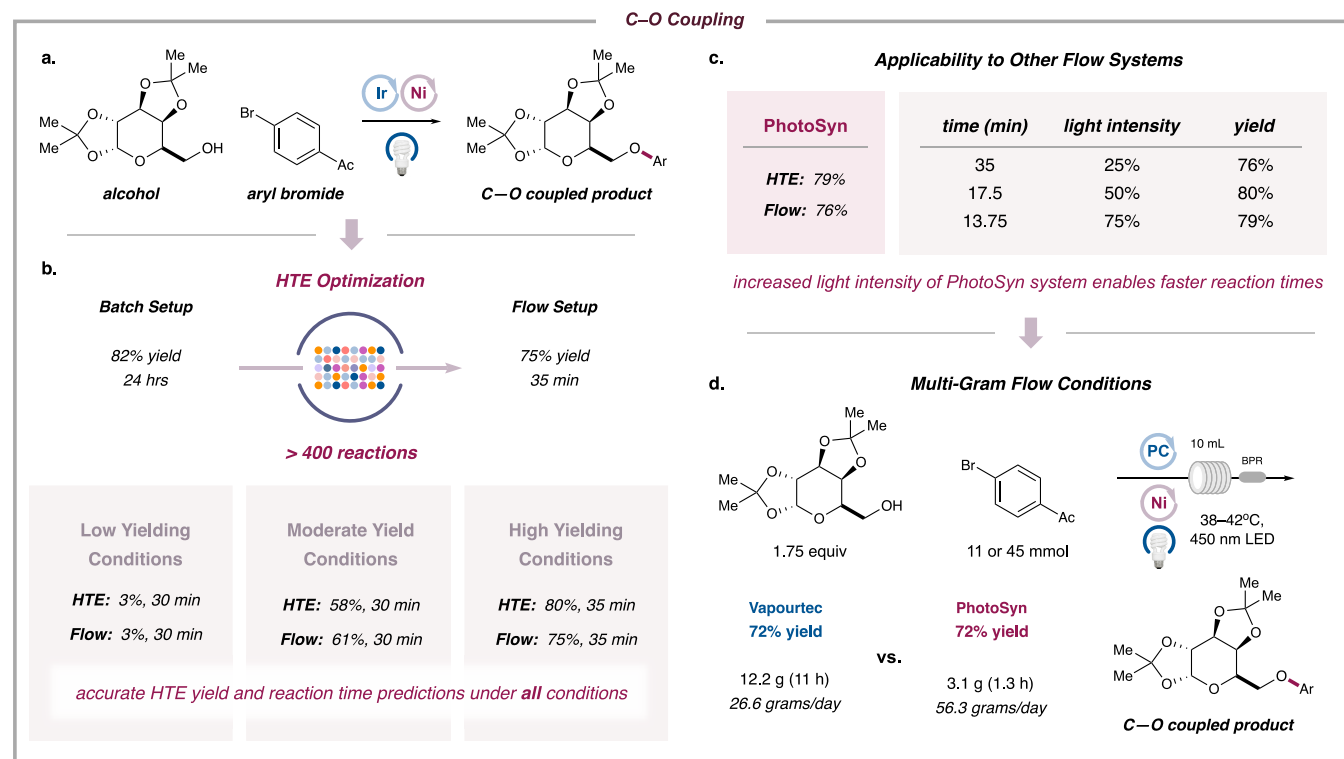 C–O Coupling
a.
Me
Me
O
O
O
Me
Me
O
O
OH
alcohol
Br
Ac
aryl bromide
Ir
Ni
Me
Me
O
O
O
Me
Me
O
O
O
Ar
C—O coupled product
b.
HTE Optimization
Batch Setup
82% yield
24 hrs
Flow Setup
75% yield
35 min
> 400 reactions
Low Yielding
Conditions
HTE: 3%, 30 min
Flow: 3%, 30 min
Moderate Yield
Conditions
HTE: 58%, 30 min
Flow: 61%, 30 min
High Yielding
Conditions
HTE: 80%, 35 min
Flow: 75%, 35 min
accurate HTE yield and reaction time predictions under all conditions
c.
Applicability to Other Flow Systems
PhotoSyn
HTE: 79%
Flow: 76%
time (min) light intensity yield
35 25% 76%
17.5 50% 80%
13.75 75% 79%
increased light intensity of PhotoSyn system enables faster reaction times
d.
Multi-Gram Flow Conditions
Me
Me
O
O
O
Me
Me
O
O
OH
1.75 equiv
Br
Ac
11 or 45 mmol
PC
Ni
10 mL
BPR
38–42ºC,
450 nm LED
Vapourtec
72% yield
12.2 g (11 h)
26.6 grams/day
vs.
PhotoSyn
72% yield
3.1 g (1.3 h)
56.3 grams/day
Me
Me
O
O
O
Me
Me
O
O
O
Ar
C—O coupled product